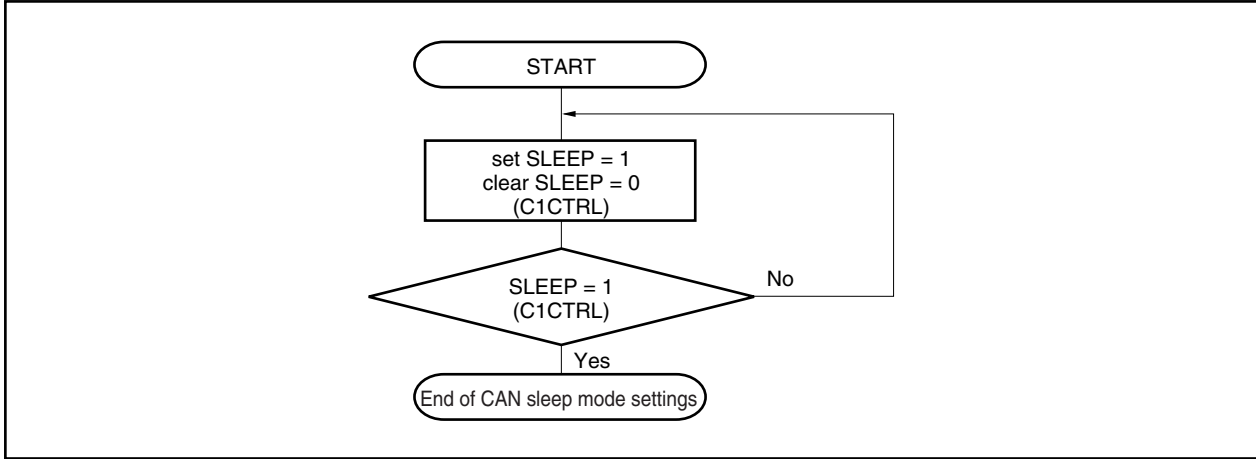 START
set SLEEP = 1
clear SLEEP = 0
(C1CTRL)
SLEEP = 1
(C1CTRL)
No
Yes
End of CAN sleep mode settings